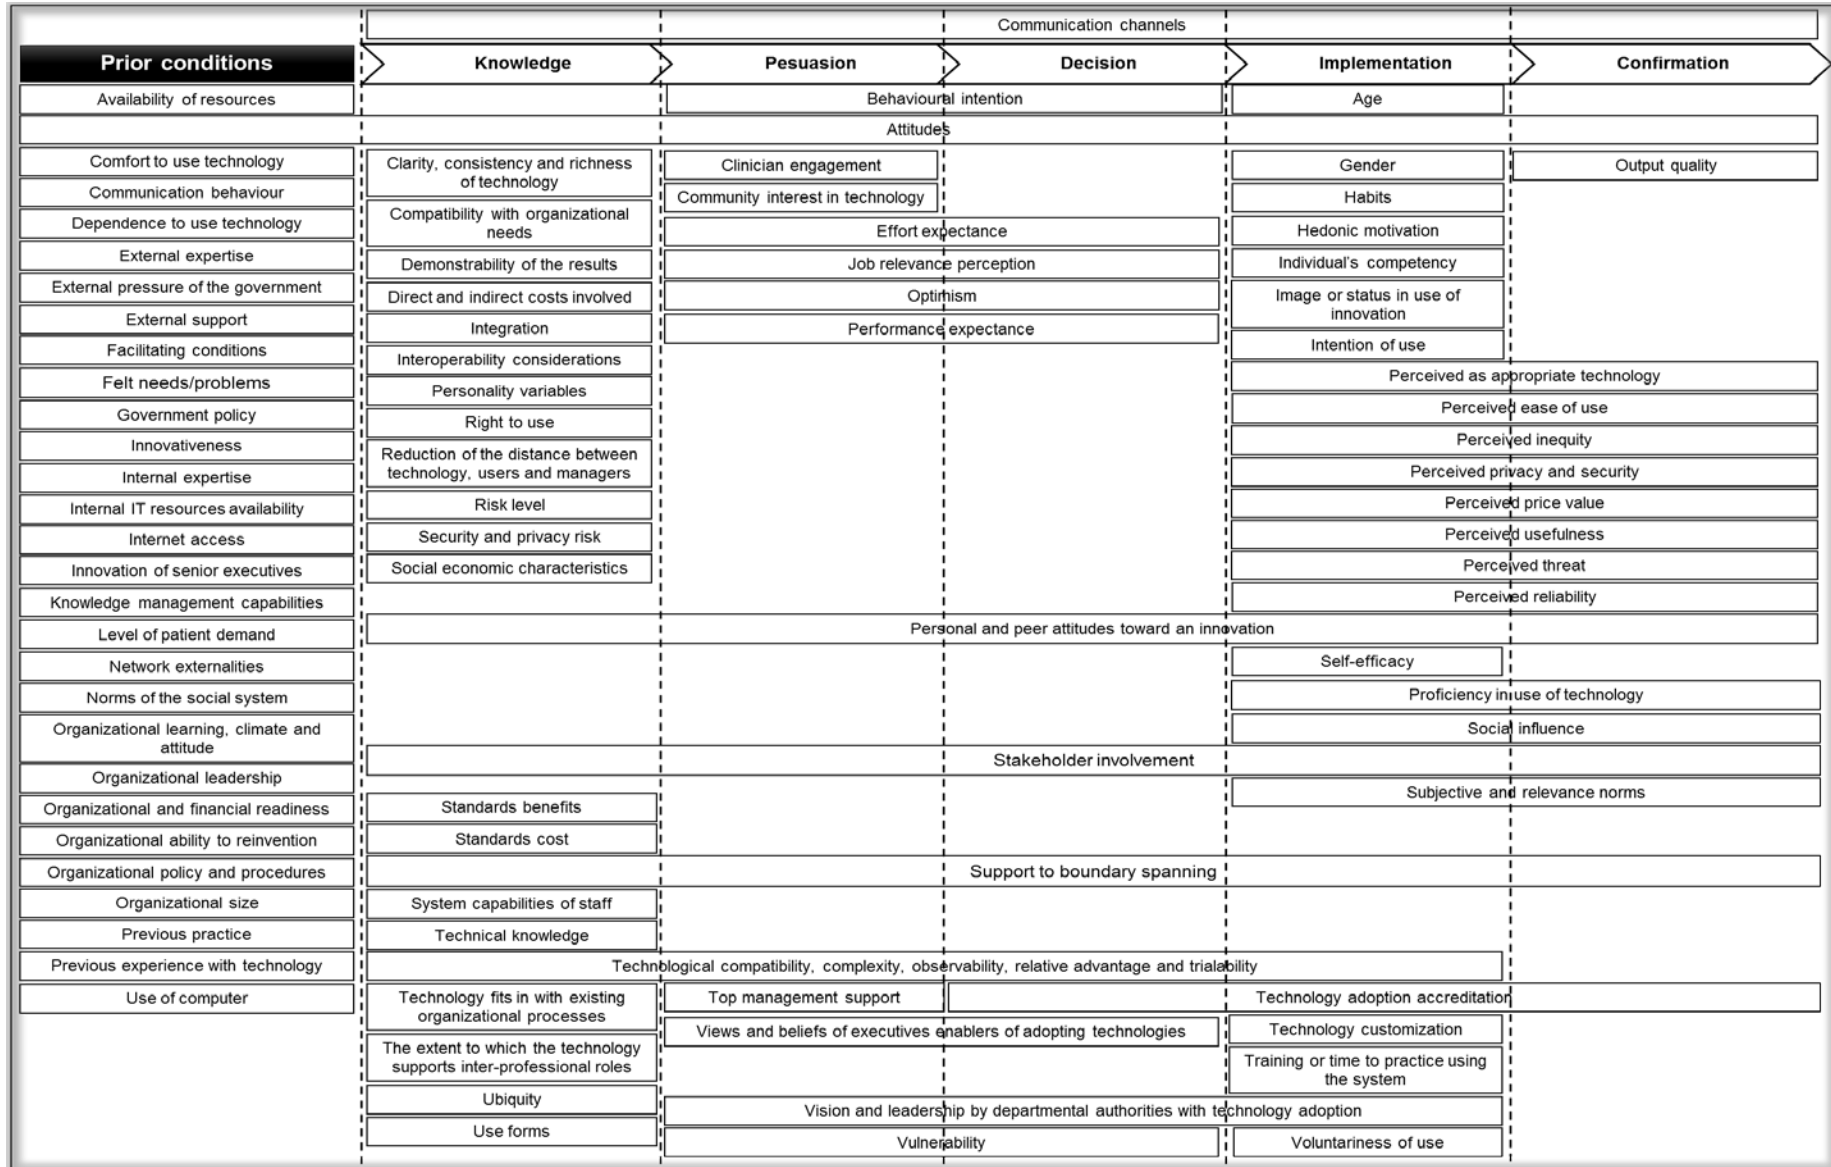 Communication channels
Prior conditions
Knowledge
Pesuasion
Decision
Implementation
Confirmation
Availability of resources
Behavioural intention
Age
Attitudes
Comfort to use technology
Communication behaviour
Dependence to use technology
External expertise
External pressure of the government
External support
Facilitating conditions
Felt needs/problems
Government policy
Innovativeness
Internal expertise
Internal IT resources availability
Internet access
Innovation of senior executives
Knowledge management capabilities
Level of patient demand
Network externalities
Norms of the social system
Organizational learning, climate and
attitude
Organizational leadership
Organizational and financial readiness
Organizational ability to reinvention
Organizational policy and procedures
Organizational size
Previous practice
Previous experience with technology
Use of computer
Clarity, consistency and richness
of technology
Compatibility with organizational
needs
Demonstrability of the results
Direct and indirect costs involved
Integration
Interoperability considerations
Personality variables
Right to use
Reduction of the distance between
technology, users and managers
Risk level
Security and privacy risk
Social economic characteristics
Clinician engagement
Community interest in technology
Effort expectance
Job relevance perception
Optimism
Performance expectance
Gender
Habits
Hedonic motivation
Individual's competency
Image or status in use of
innovation
Intention of use
Output quality
Perceived as appropriate technology
Perceived ease of use
Perceived inequity
Perceived privacy and security
Perceived price value
Perceived usefulness
Perceived threat
Perceived reliability
Personal and peer attitudes toward an innovation
Self-efficacy
Proficiency in use of technology
Social influence
Stakeholder involvement
Subjective and relevance norms
Standards benefits
Standards cost
Support to boundary spanning
System capabilities of staff
Technical knowledge
Technological compatibility, complexity, observability, relative advantage and trialability
Technology fits in with existing
organizational processes
Top management support
Technology adoption accreditation
Views and beliefs of executives enablers of adopting technologies
Technology customization
The extent to which the technology
supports inter-professional roles
Training or time to practice using
the system
Ubiquity
Vision and leadership by departmental authorities with technology adoption
Use forms
Vulnerability
Voluntariness of use